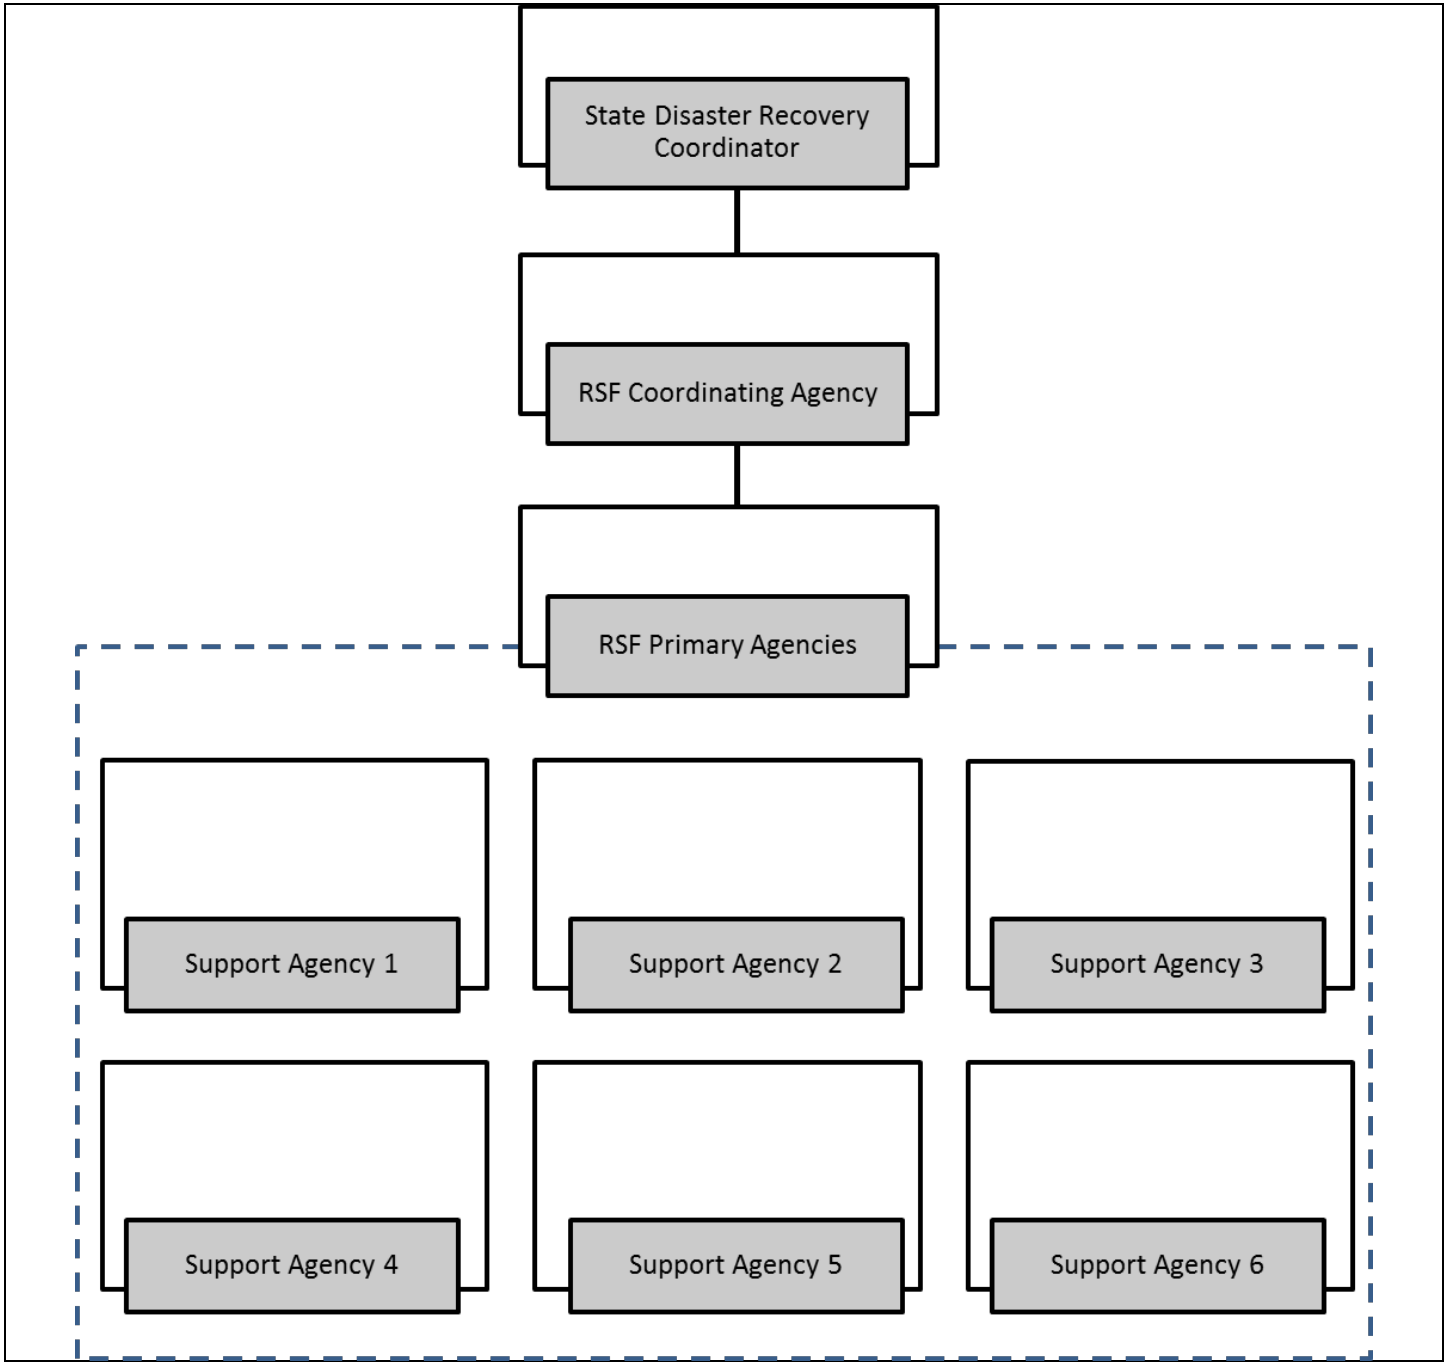 State Disaster Recovery
Coordinator
RSF Coordinating Agency
RSF Primary Agencies
Support Agency 1
Support Agency 2
Support Agency 3
Support Agency 4
Support Agency 5
Support Agency 6